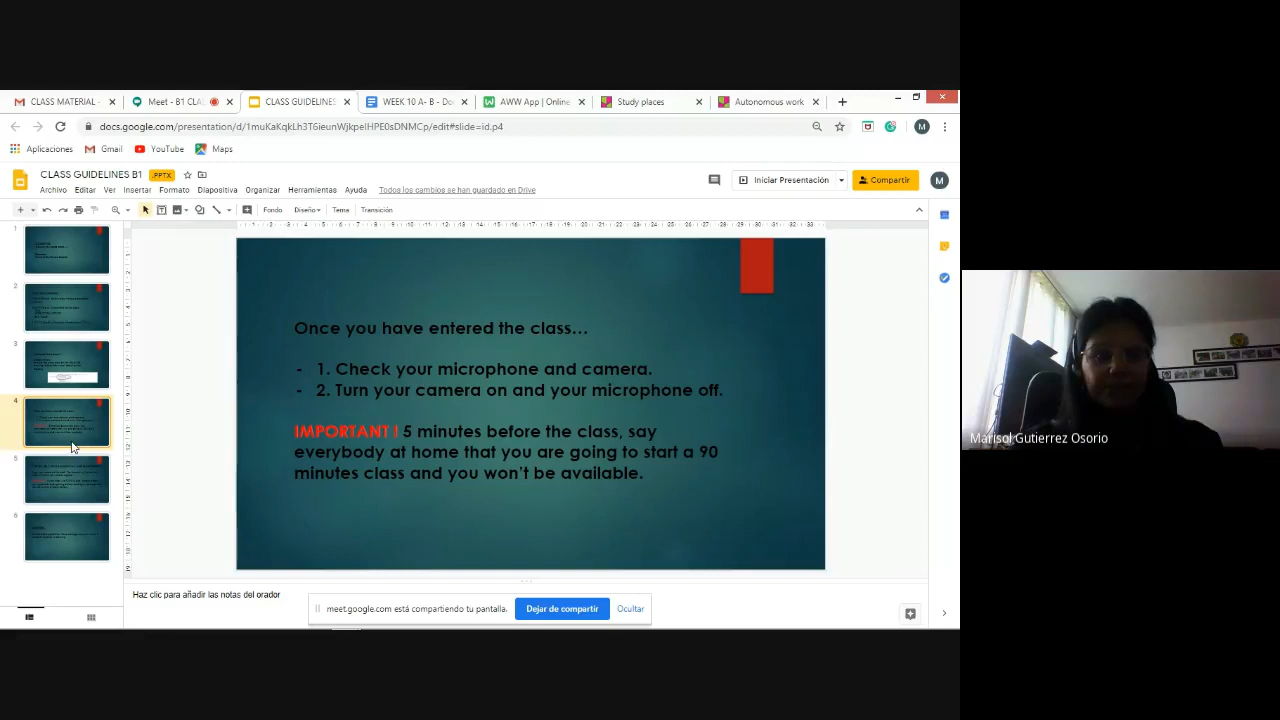 CLASS MATERIAL -
Meet - B1 CLA
CLASS GUIDELINES
WEEK 10 A- B - Do
AWW App | Online
Study places
Autonomous work
docs.google.com/presentation/d/1muKaKqkLh3T6ieunWjkpelHPE0sDNMCp/edit#slide=id.p4
M
Aplicaciones
Gmail
YouTube
Maps
CLASS GUIDELINES B1
.PPTX
Archivo Editar Ver Insertar Formato Diapositiva Organizar Herramientas Ayuda
Todos los cambios se han guardado en Drive
Iniciar Presentación
Compartir
M
Fondo Diseño Tema Transición
1
2
3
4
5
6
Once you have entered the class...
- 1. Check your microphone and camera.
- 2. Turn your camera on and your microphone off.
IMPORTANT ! 5 minutes before the class, say
everybody at home that you are going to start a 90
minutes class and you won't be available.
Haz clic para añadir las notas del orador
meet.google.com está compartiendo tu pantalla.
Dejar de compartir
Ocultar
Marisol Gutierrez Osorio